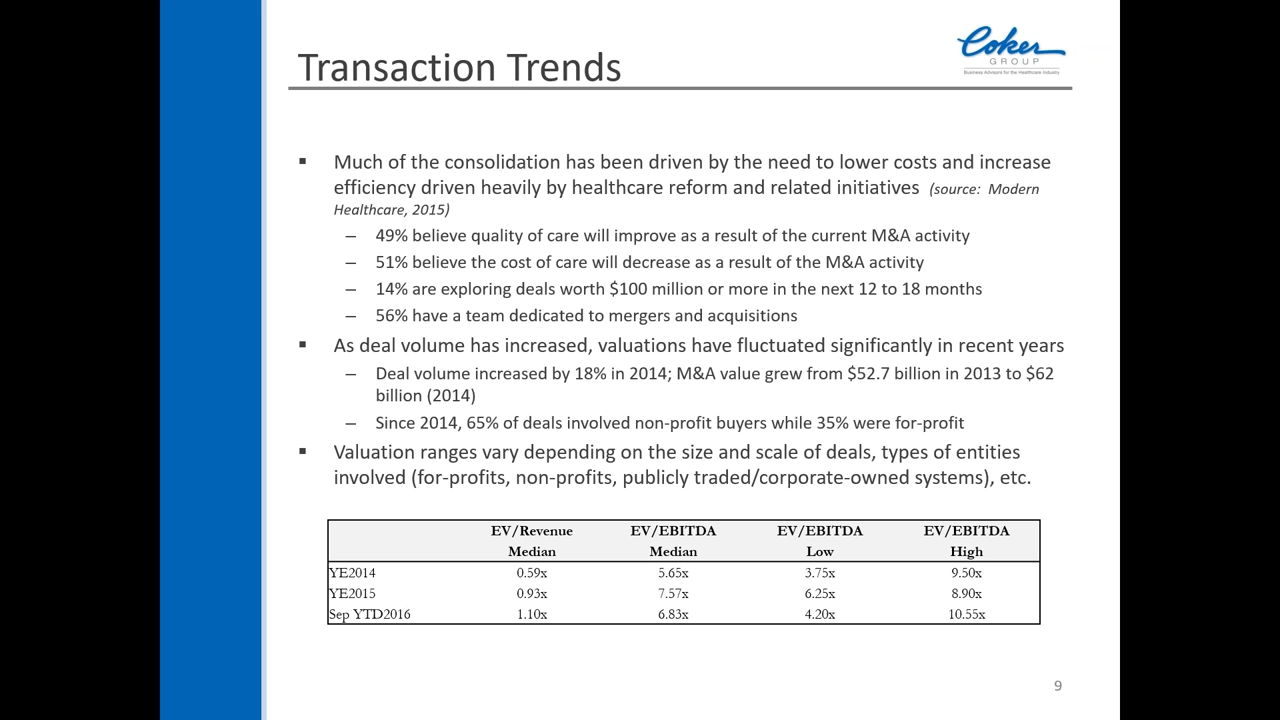 Transaction Trends
Coker
GROUP
Business Advisors for the Healthcare Industry
▪ Much of the consolidation has been driven by the need to lower costs and increase
efficiency driven heavily by healthcare reform and related initiatives (source: Modern
Healthcare, 2015)
– 49% believe quality of care will improve as a result of the current M&A activity
– 51% believe the cost of care will decrease as a result of the M&A activity
– 14% are exploring deals worth $100 million or more in the next 12 to 18 months
– 56% have a team dedicated to mergers and acquisitions
▪ As deal volume has increased, valuations have fluctuated significantly in recent years
– Deal volume increased by 18% in 2014; M&A value grew from $52.7 billion in 2013 to $62
billion (2014)
– Since 2014, 65% of deals involved non-profit buyers while 35% were for-profit
▪ Valuation ranges vary depending on the size and scale of deals, types of entities
involved (for-profits, non-profits, publicly traded/corporate-owned systems), etc.
EV/Revenue EV/EBITDA EV/EBITDA EV/EBITDA
Median Median Low High
YE2014 0.59x 5.65x 3.75x 9.50x
YE2015 0.93x 7.57x 6.25x 8.90x
Sep YTD2016 1.10x 6.83x 4.20x 10.55x
9